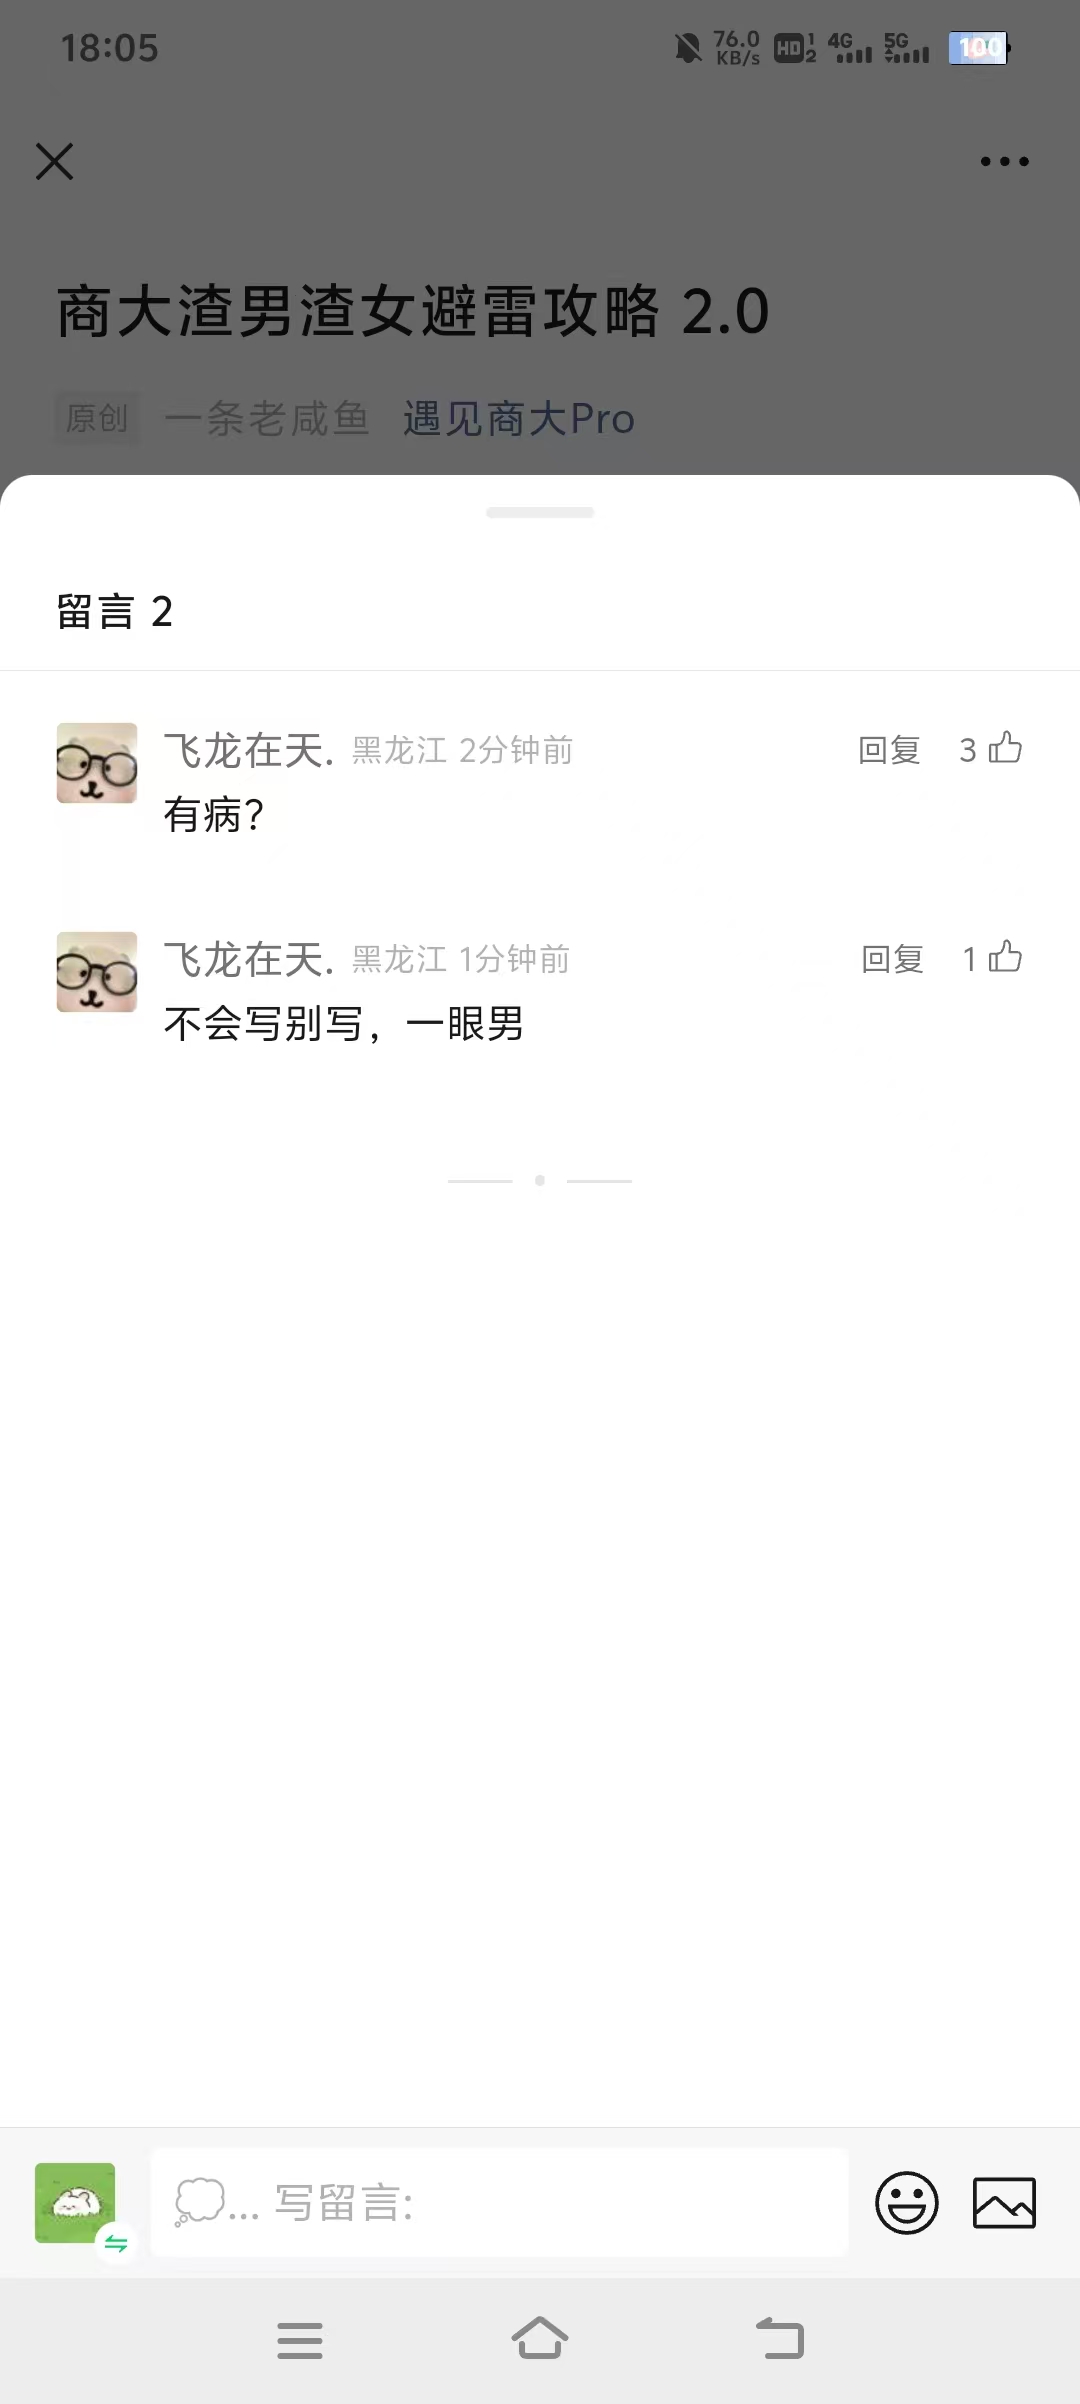 18:05
76.0
KB/s
HD 1 2
4G
5G
100
商大渣男渣女避雷攻略 2.0
原创 一条老咸鱼 遇见商大Pro
留言 2
飞龙在天. 黑龙江 2分钟前 回复 3
有病?
飞龙在天. 黑龙江 1分钟前 回复 1
不会写别写，一眼男
... 写留言: